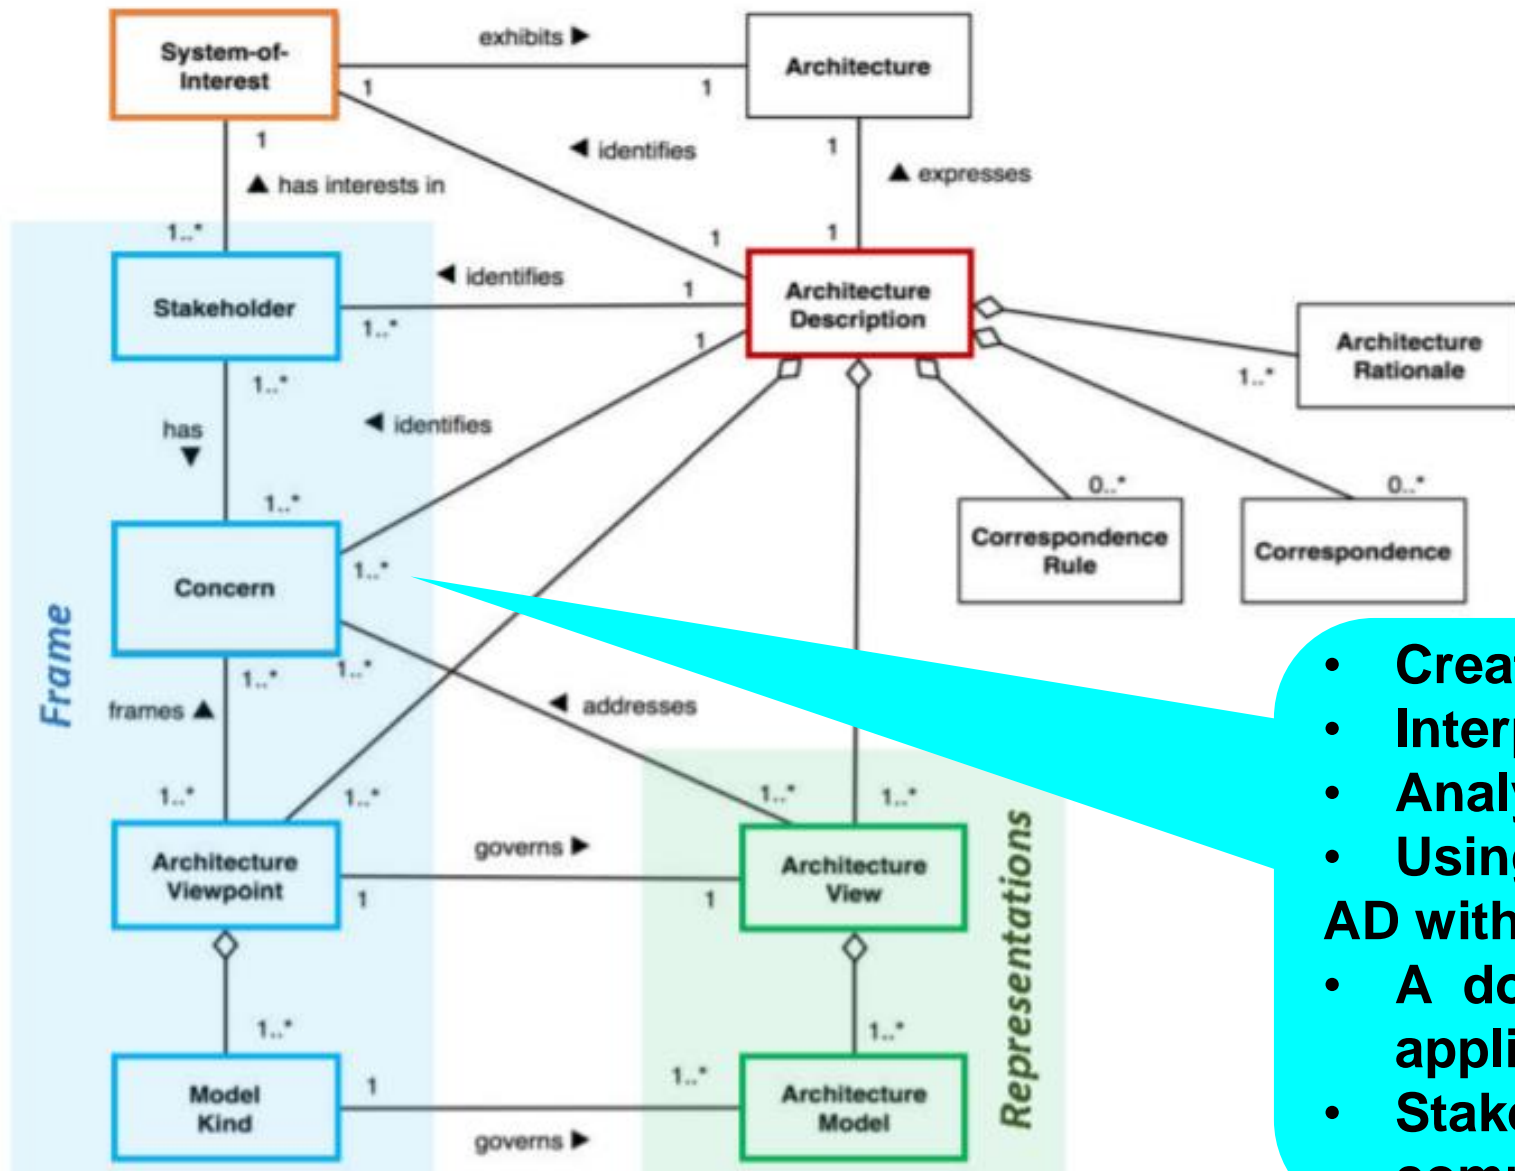 System-of-
Interest
exhibits ►
1
1
Architecture
1
▲ has interests in
1..*
◄ identifies
1
1
▲ expresses
1
Frame
Stakeholder
◄ identifies
1..*
1
Architecture
Description
Architecture
Rationale
1..*
1..*
has
▼
1..*
◄ identifies
1
1..*
Concern
0..*
Correspondence
Rule
0..*
Correspondence
1..*
1..*
frames ▲
1..*
1..*
◄ addresses
1..*
1..*
Architecture
Viewpoint
governs ►
1
1
Architecture
View
Representations
1..*
1..*
Model
Kind
1
1..*
governs ►
Architecture
Model
•
•
•
•
AD with
• A
•